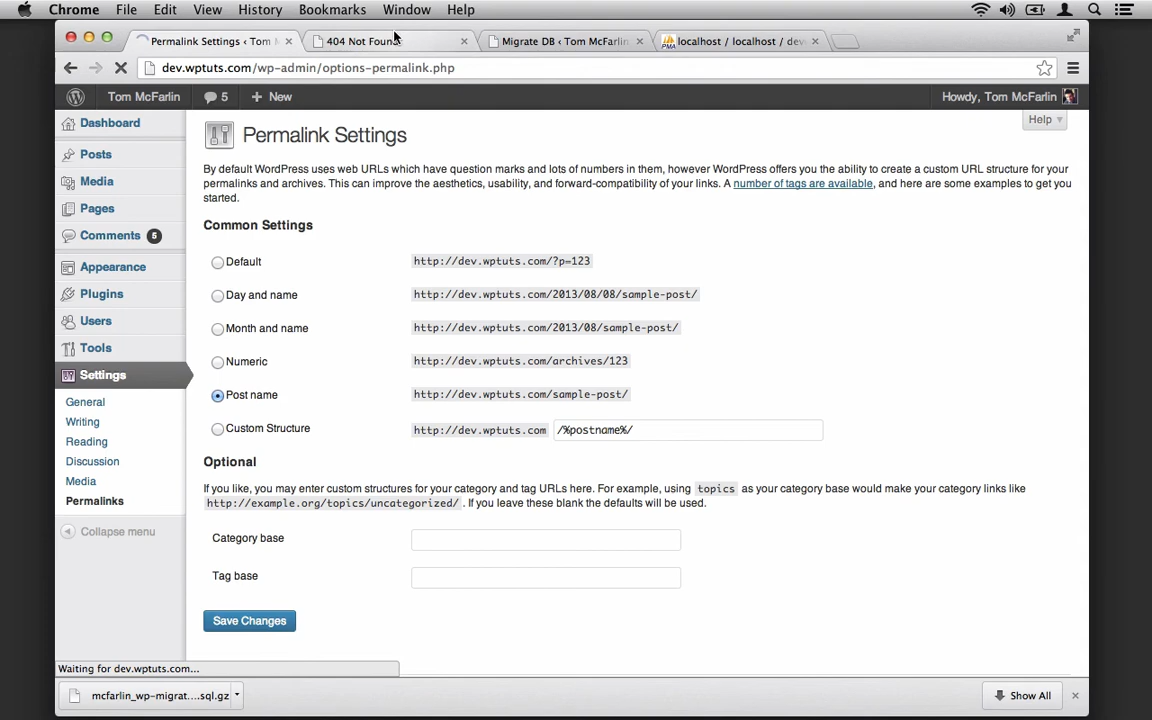 Chrome File Edit View History Bookmarks Window Help
Permalink Settings ‹ Tom 404 Not Found Migrate DB ‹ Tom McFarlin localhost / localhost / dev
dev.wptuts.com/wp-admin/options-permalink.php
Tom McFarlin 5 + New Howdy, Tom McFarlin
Help
Dashboard
Posts
Media
Pages
Comments 5
Appearance
Plugins
Users
Tools
Settings
General
Writing
Reading
Discussion
Media
Permalinks
Collapse menu
Permalink Settings
By default WordPress uses web URLs which have question marks and lots of numbers in them, however WordPress offers you the ability to create a custom URL structure for your
permalinks and archives. This can improve the aesthetics, usability, and forward-compatibility of your links. A number of tags are available, and here are some examples to get you
started.
Common Settings
Default http://dev.wptuts.com/?p=123
Day and name http://dev.wptuts.com/2013/08/08/sample-post/
Month and name http://dev.wptuts.com/2013/08/sample-post/
Numeric http://dev.wptuts.com/archives/123
Post name http://dev.wptuts.com/sample-post/
Custom Structure http://dev.wptuts.com /%postname%/
Optional
If you like, you may enter custom structures for your category and tag URLs here. For example, using topics as your category base would make your category links like
http://example.org/topics/uncategorized/ . If you leave these blank the defaults will be used.
Category base
Tag base
Save Changes
Waiting for dev.wptuts.com...
mcfarlin_wp-migrat....sql.gz Show All